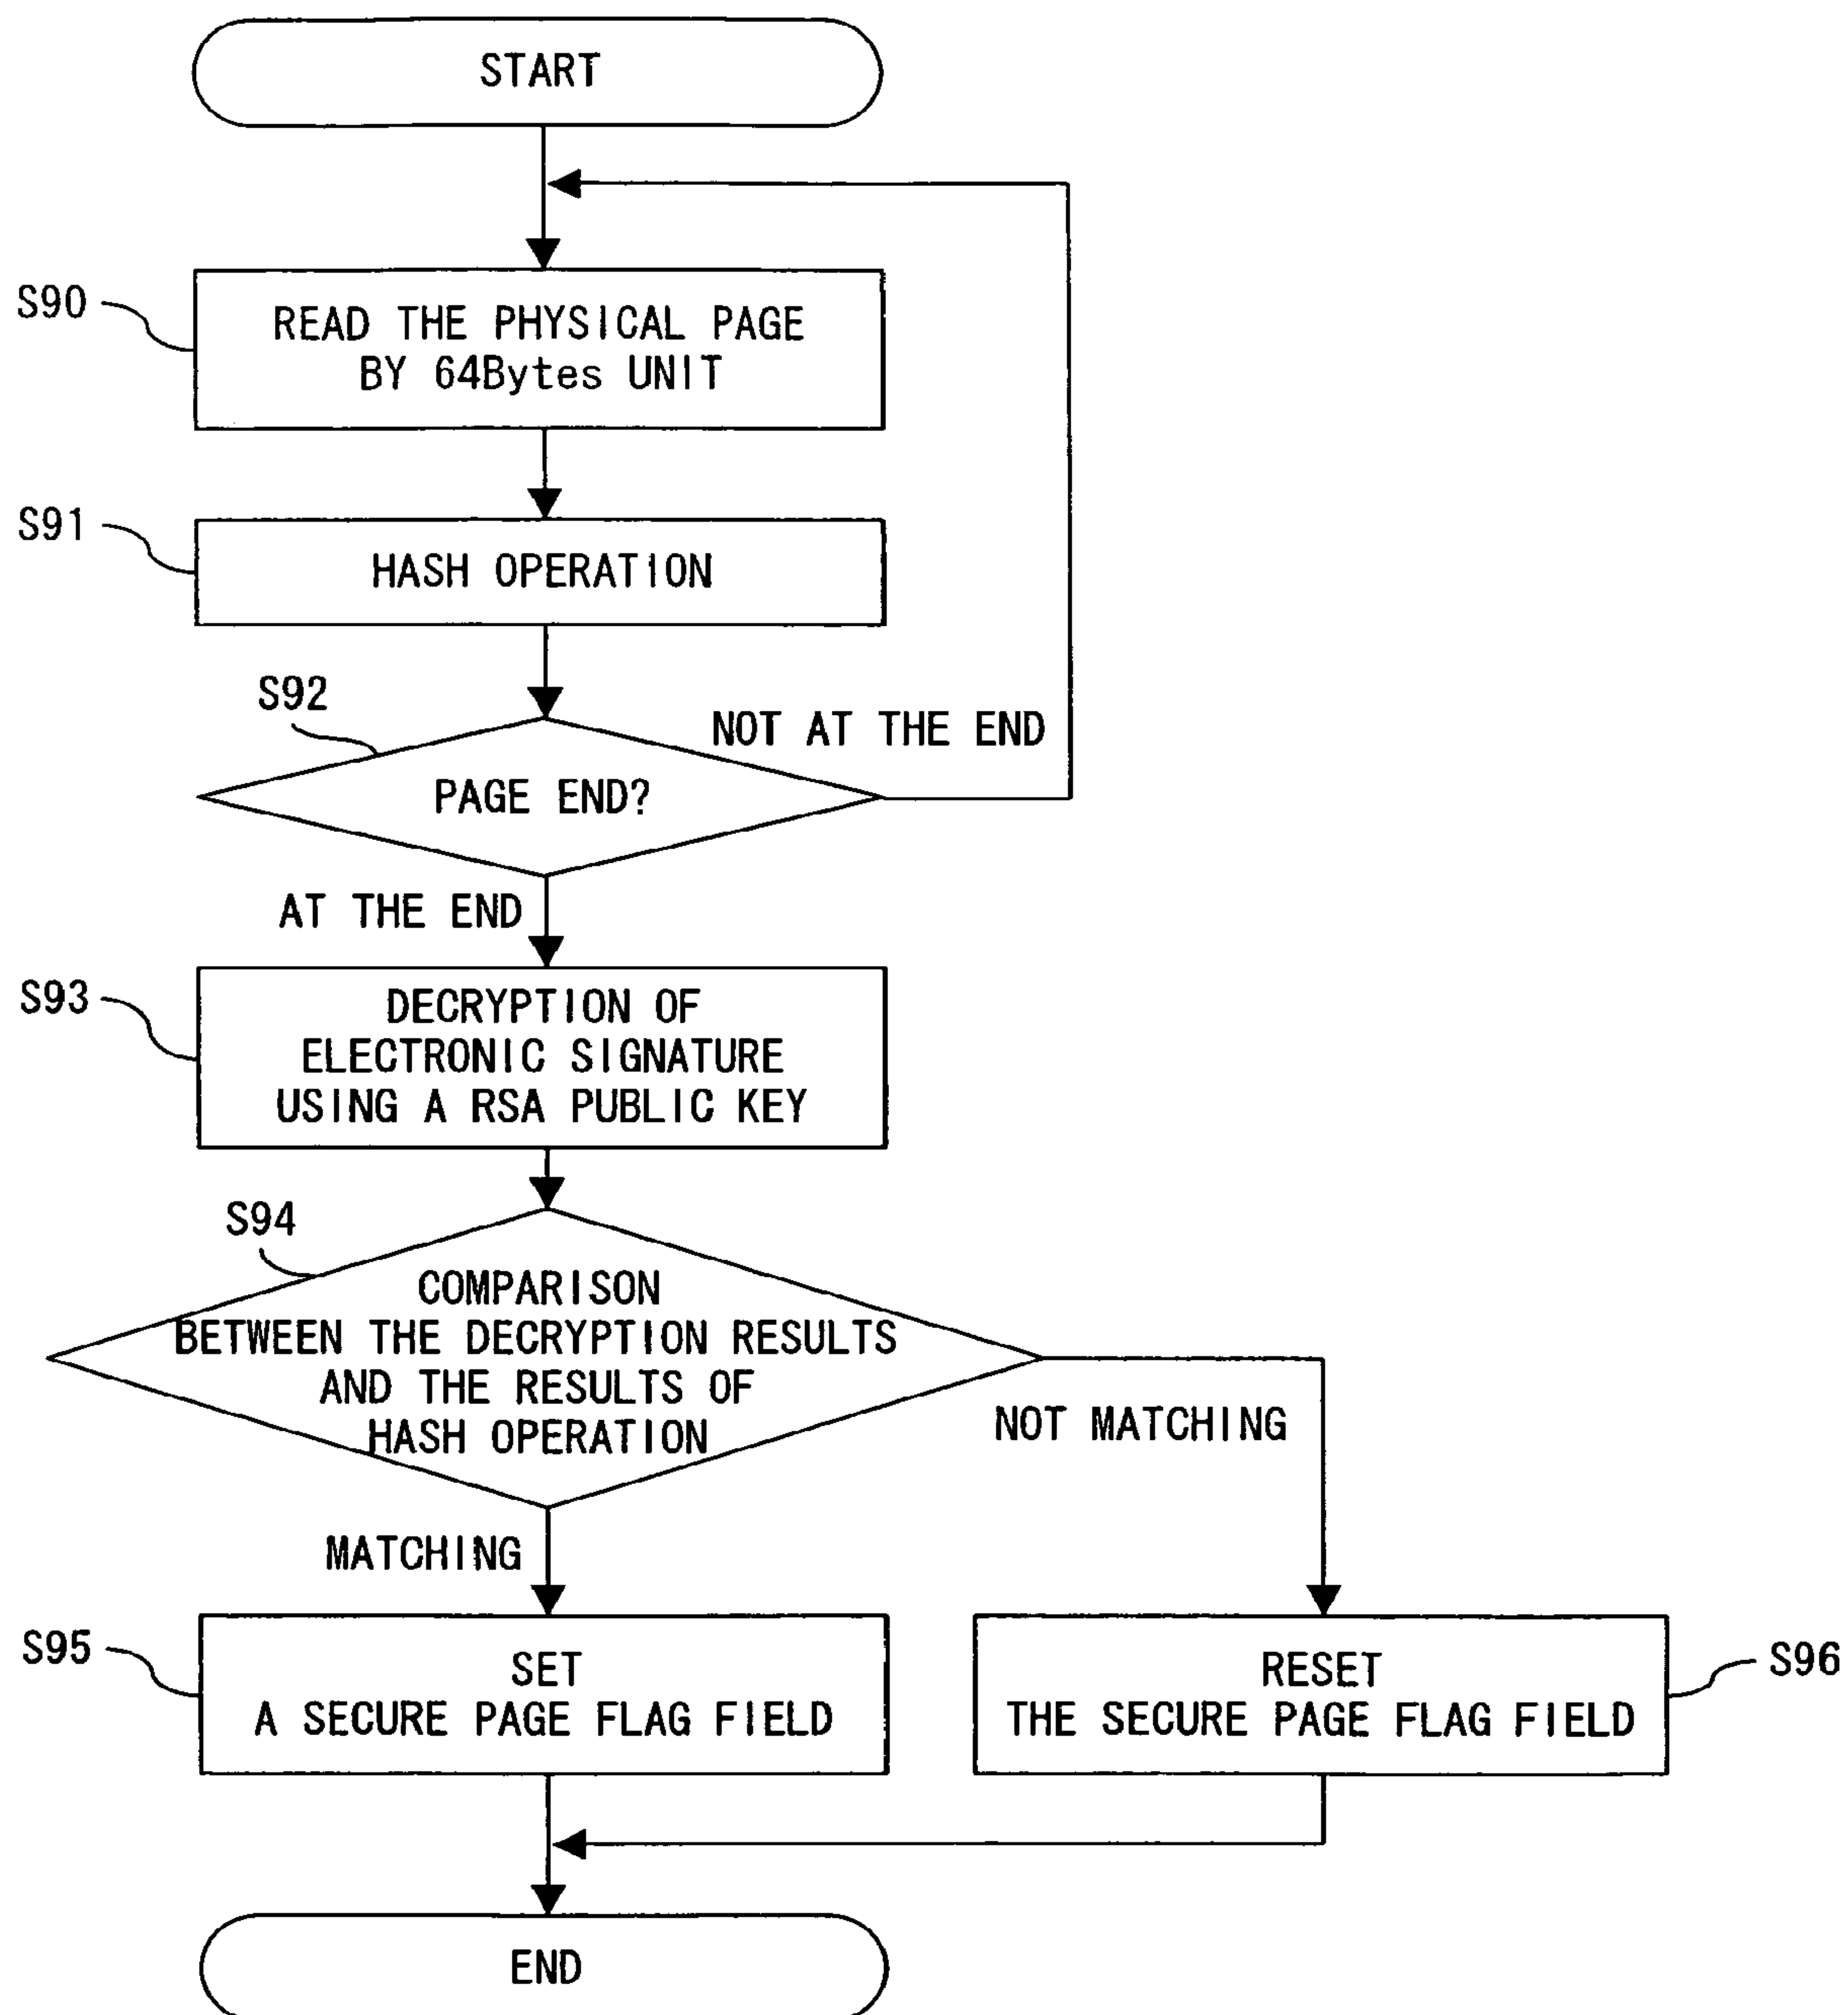 START
S90
READ THE PHYSICAL PAGE
BY 64Bytes UNIT
S91
HASH OPERATION
S92
NOT AT THE END
PAGE END?
AT THE END
S93
DECRYPTION OF
ELECTRONIC SIGNATURE
USING A RSA PUBLIC KEY
S94
COMPARISON
BETWEEN THE DECRYPTION RESULTS
AND THE RESULTS OF
HASH OPERATION
NOT MATCHING
MATCHING
S95
SET
A SECURE PAGE FLAG FIELD
RESET
THE SECURE PAGE FLAG FIELD
S96
END